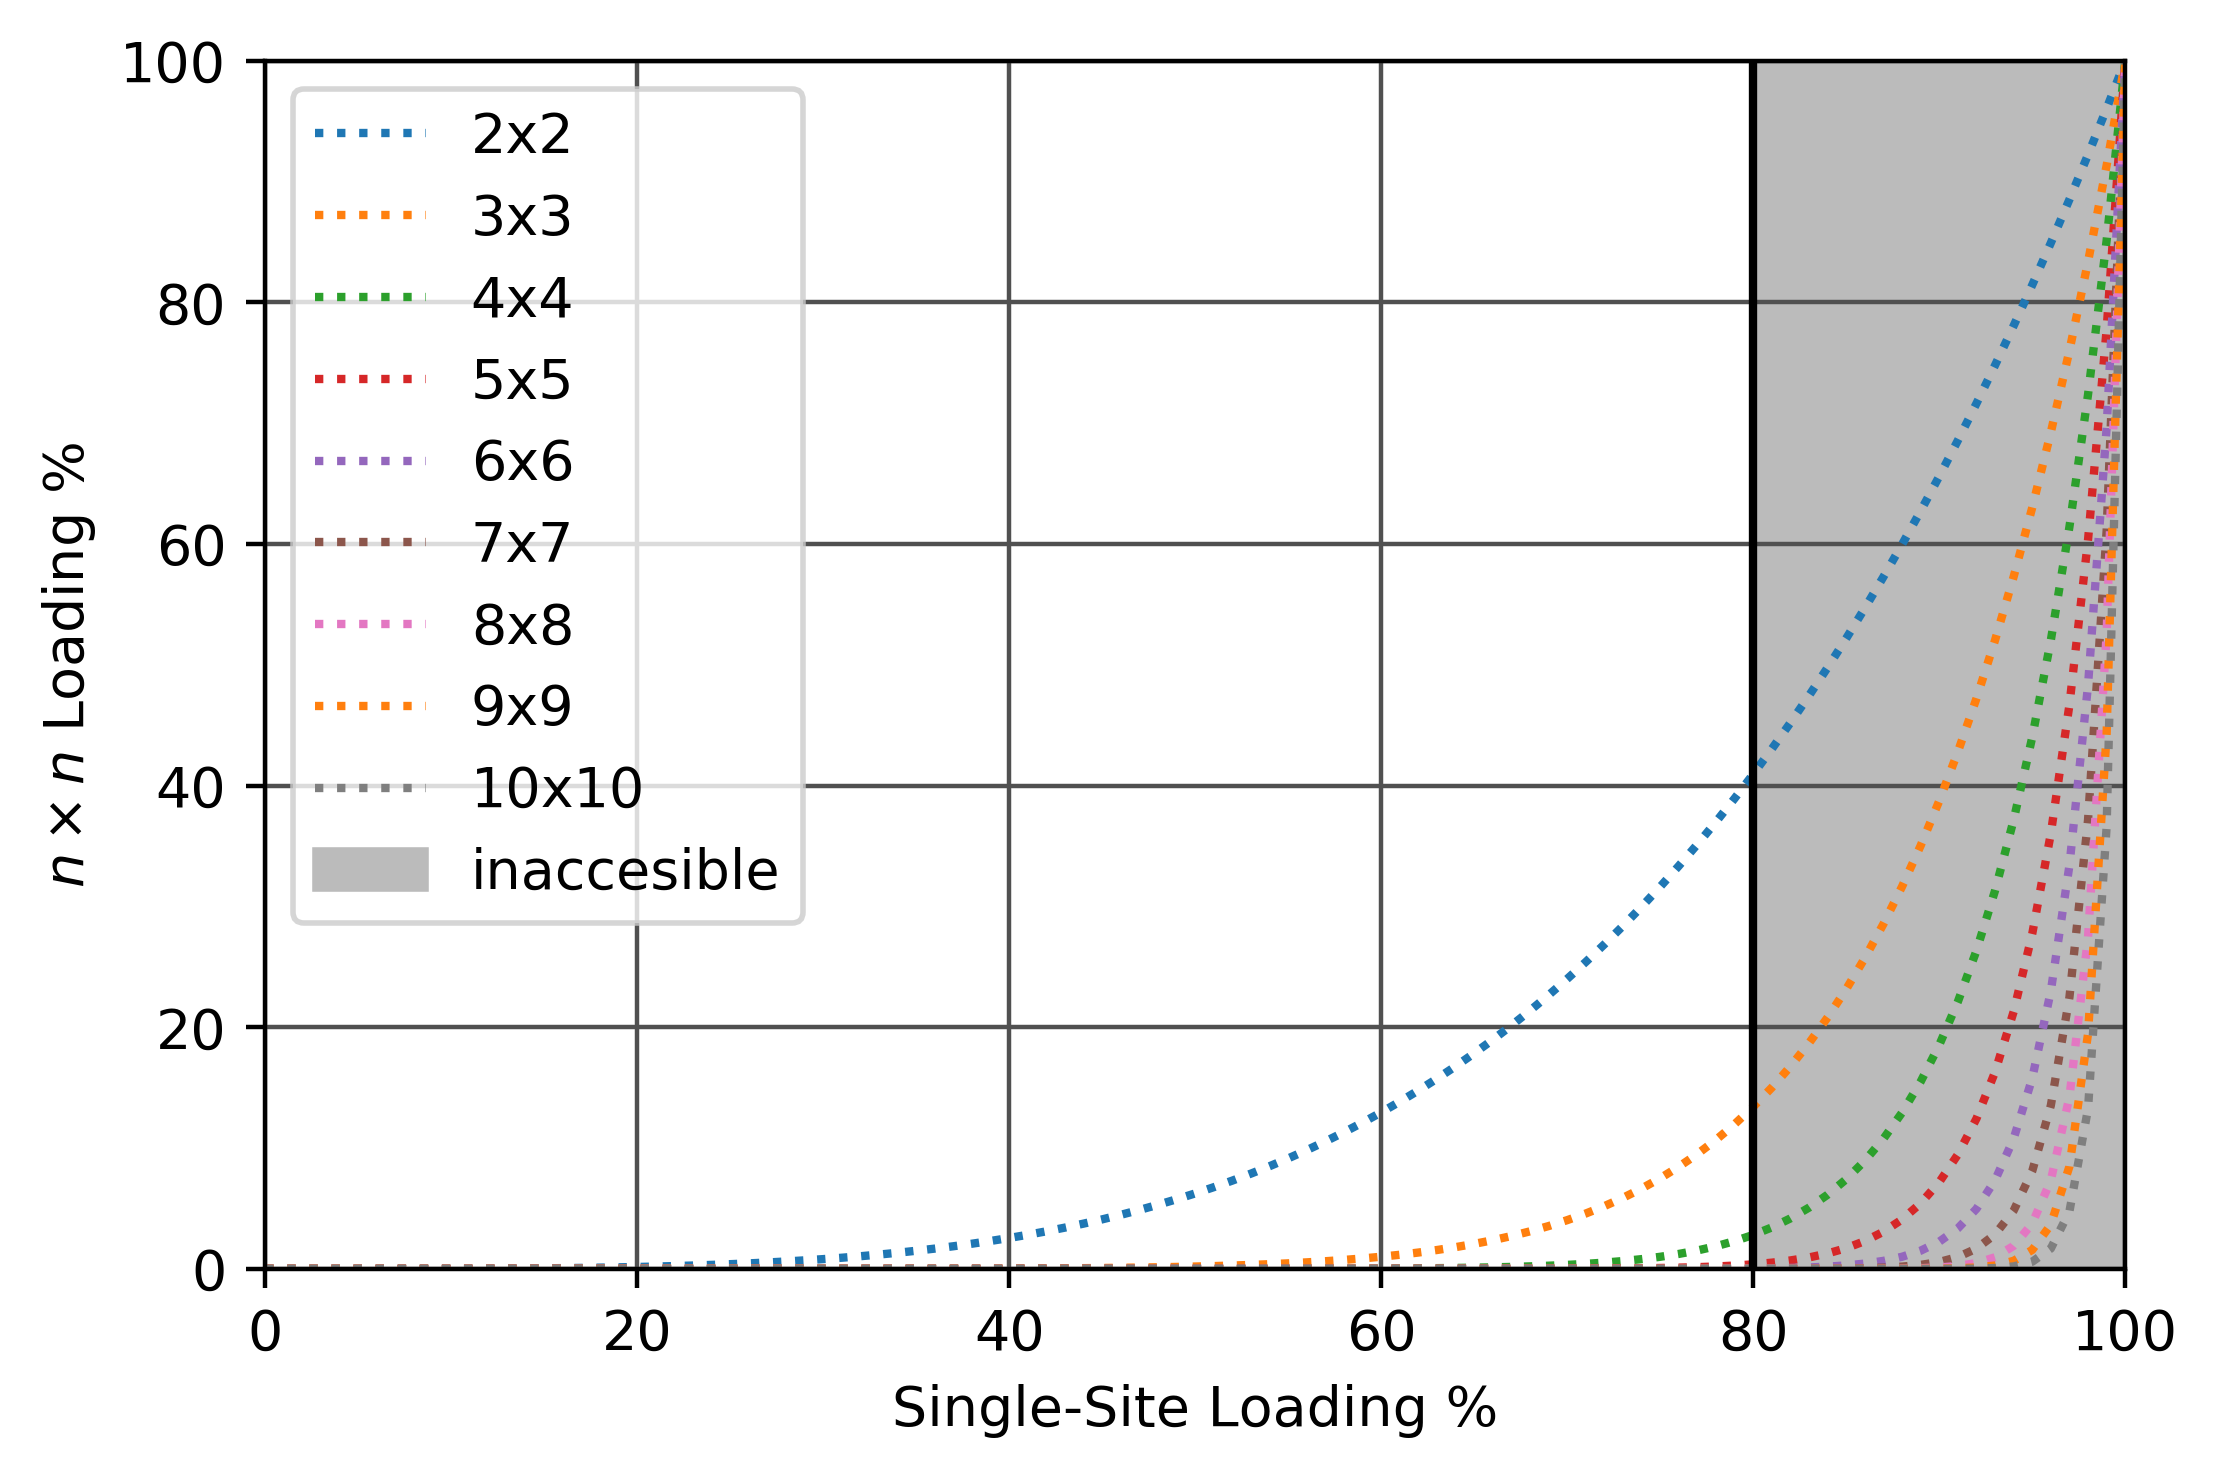 100
80
60
40
20
0
n × n Loading %
2x2
3x3
4x4
5x5
6x6
7x7
8x8
9x9
10x10
inaccesible
0 20 40 60 80 100
Single-Site Loading %